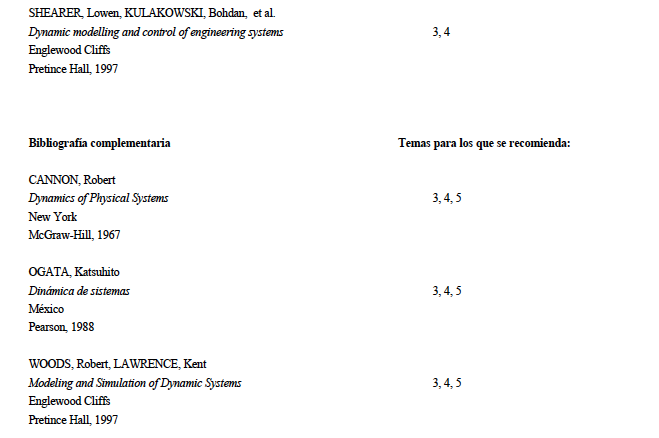 SHEARER, Lowen, KULAKOWSKI, Bohdan, et al.
Dynamic modelling and control of engineering systems 3, 4
Englewood Cliffs
Pretince Hall, 1997
Bibliografía complementaria Temas para los que se recomienda:
CANNON, Robert
Dynamics of Physical Systems 3, 4, 5
New York
McGraw-Hill, 1967
OGATA, Katsuhito
Dinámica de sistemas 3, 4, 5
México
Pearson, 1988
WOODS, Robert, LAWRENCE, Kent
Modeling and Simulation of Dynamic Systems 3, 4, 5
Englewood Cliffs
Pretince Hall, 1997